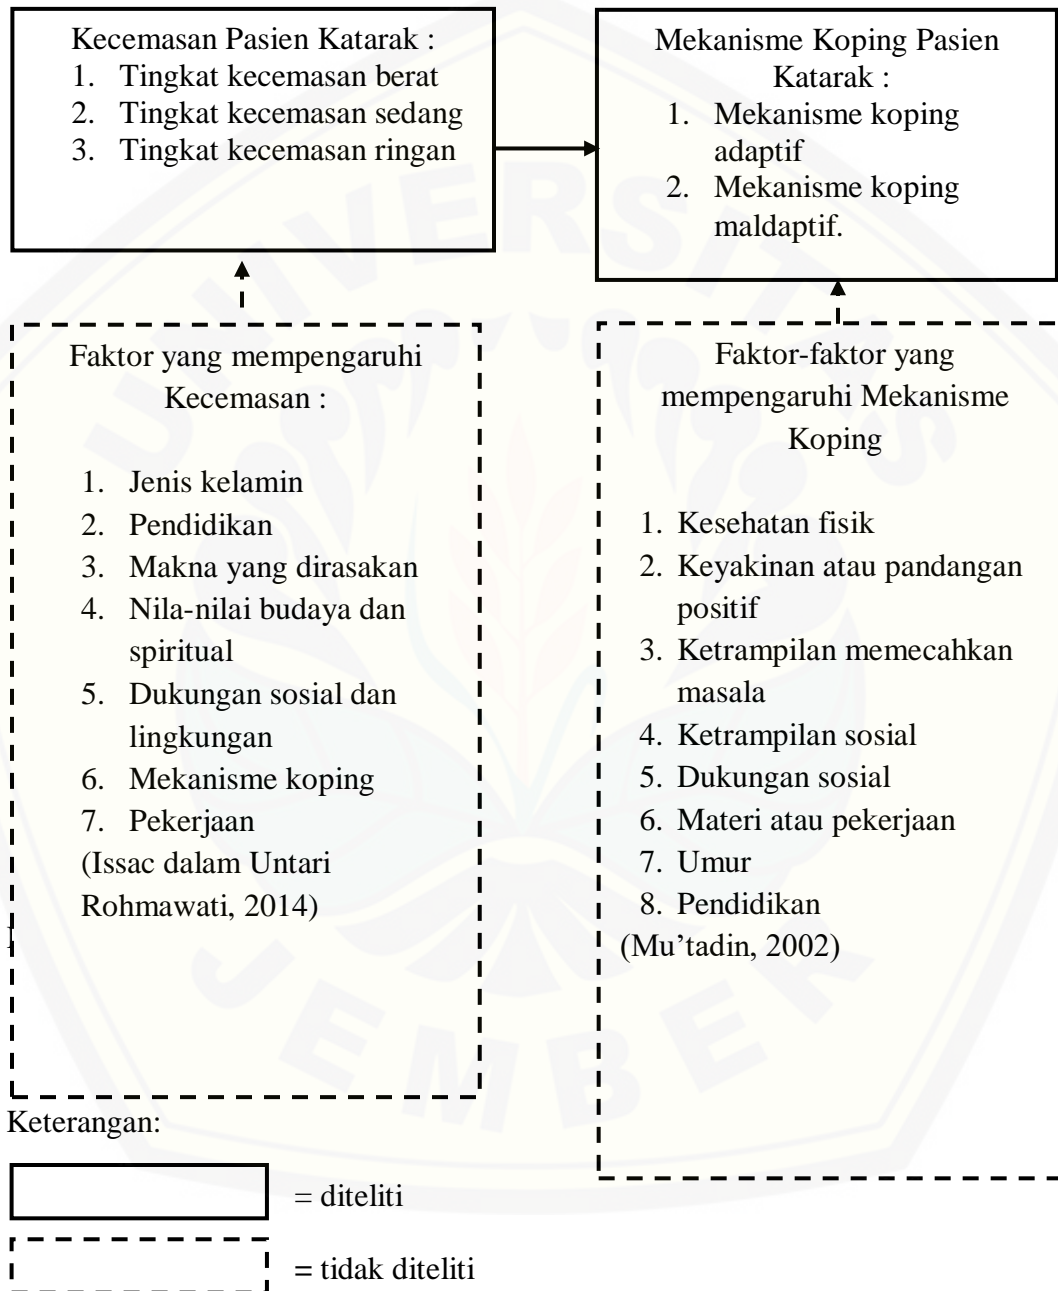 Kecemasan Pasien Katarak :
1. Tingkat kecemasan berat
2. Tingkat kecemasan sedang
3. Tingkat kecemasan ringan
Mekanisme Koping Pasien
Katarak :
1. Mekanisme koping
adaptif
2. Mekanisme koping
maldaptif.
Faktor yang mempengaruhi
Kecemasan :
1. Jenis kelamin
2. Pendidikan
3. Makna yang dirasakan
4. Nila-nilai budaya dan
spiritual
5. Dukungan sosial dan
lingkungan
6. Mekanisme koping
7. Pekerjaan
(Issac dalam Untari
Rohmawati, 2014)
Faktor-faktor yang
mempengaruhi Mekanisme
Koping
1. Kesehatan fisik
2. Keyakinan atau pandangan
positif
3. Ketrampilan memecahkan
masala
4. Ketrampilan sosial
5. Dukungan sosial
6. Materi atau pekerjaan
7. Umur
8. Pendidikan
(Mu’tadin, 2002)
Keterangan:
= diteliti
= tidak diteliti
UNIVERSITAS
JEMBER